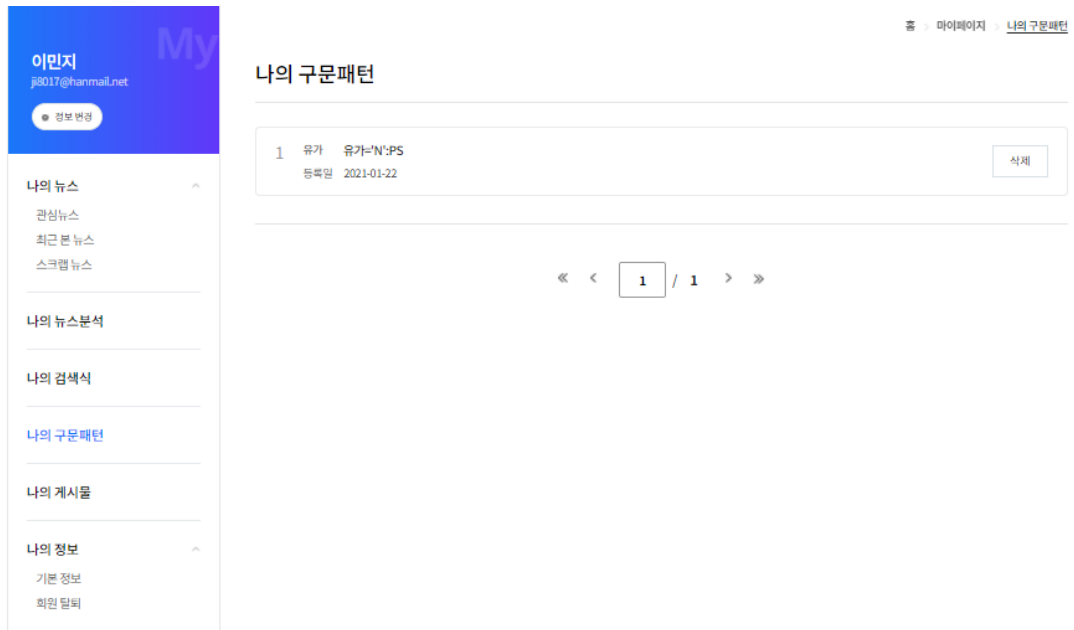 My
이민지
ji8017@hanmail.net
정보 변경
나의 뉴스
관심뉴스
최근 본 뉴스
스크랩 뉴스
나의 뉴스분석
나의 검색식
나의 구문패턴
나의 게시물
나의 정보
기본 정보
회원 탈퇴
홈 > 마이페이지 > 나의 구문패턴
나의 구문패턴
1 유가 유가='N':PS
등록일 2021-01-22
삭제
« < 1 / 1 > »